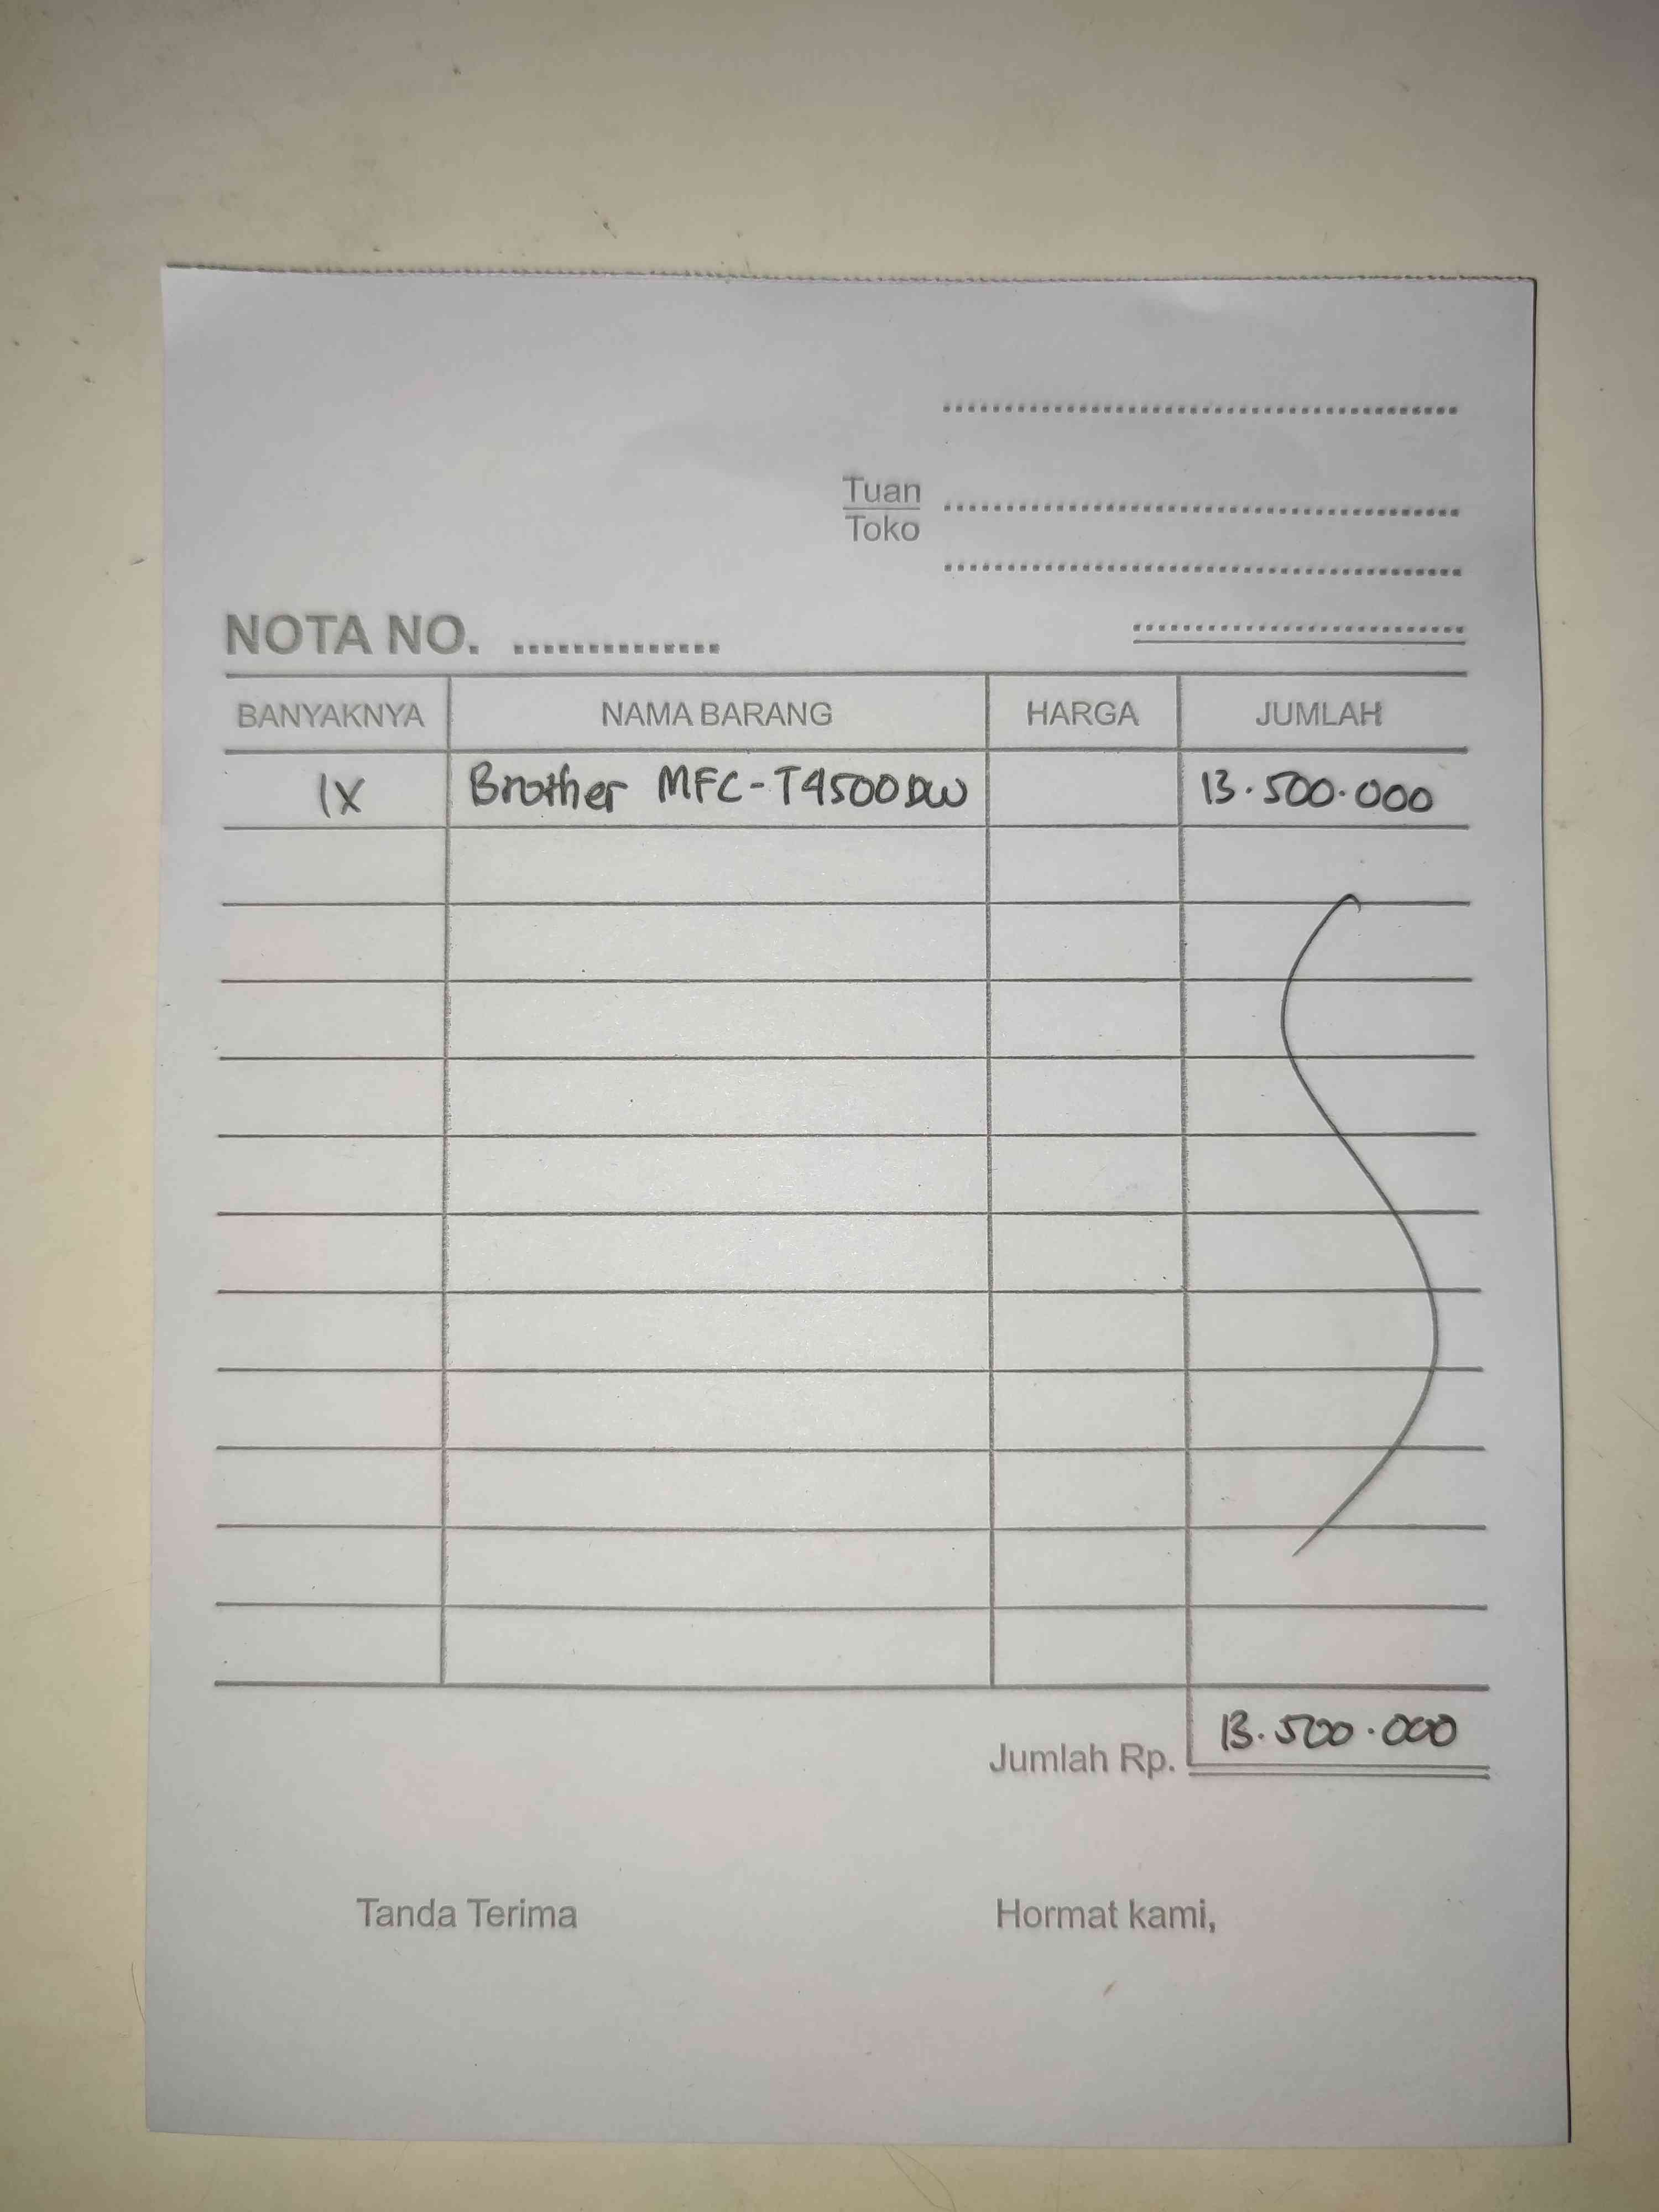 Tuan
Toko
NOTA NO.
BANYAKNYA NAMA BARANG HARGA JUMLAH
1X Brother MFC-T4500DW 13.500.000
Jumlah Rp. 13.500.000
Tanda Terima Hormat kami,